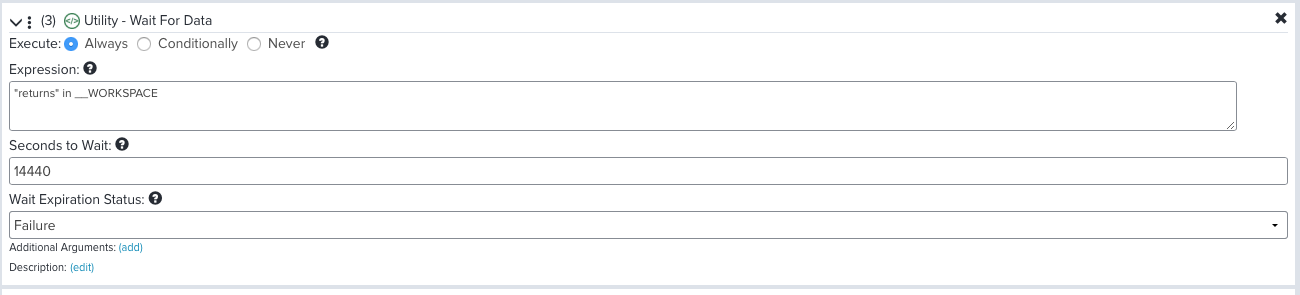 (3) Utility - Wait For Data
Execute: Always Conditionally Never
Expression:
"returns" in __WORKSPACE
Seconds to Wait:
14440
Wait Expiration Status:
Failure
Additional Arguments: (add)
Description: (edit)